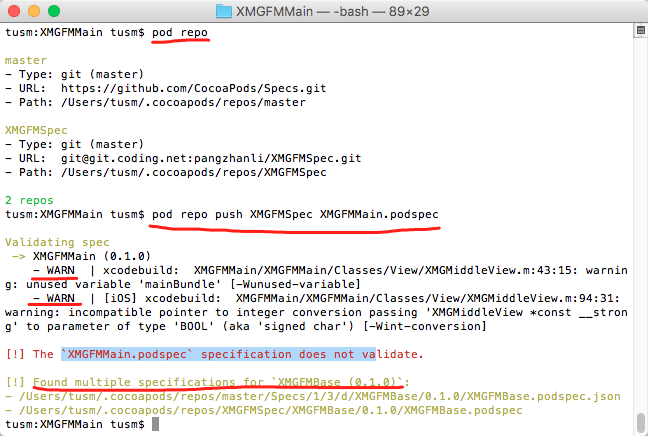 XMGFMMain — -bash — 89×29
tusm:XMGFMMain tusm$ pod repo
master
- Type: git (master)
- URL:  https://github.com/CocoaPods/Specs.git
- Path: /Users/tusm/.cocoapods/repos/master
XMGFMSpec
- Type: git (master)
- URL:  git@git.coding.net:pangzhanli/XMGFMSpec.git
- Path: /Users/tusm/.cocoapods/repos/XMGFMSpec
2 repos
tusm:XMGFMMain tusm$ pod repo push XMGFMSpec XMGFMMain.podspec
Validating spec
-> XMGFMMain (0.1.0)
- WARN  | xcodebuild:  XMGFMMain/XMGFMMain/Classes/View/XMGMiddleView.m:43:15: warnin
g: unused variable 'mainBundle' [-Wunused-variable]
- WARN  | [iOS] xcodebuild:  XMGFMMain/XMGFMMain/Classes/View/XMGMiddleView.m:94:31:
warning: incompatible pointer to integer conversion passing 'XMGMiddleView *const __stron
g' to parameter of type 'BOOL' (aka 'signed char') [-Wint-conversion]
[!] The `XMGFMMain.podspec` specification does not validate.
[!] Found multiple specifications for `XMGFMBase (0.1.0)`:
- /Users/tusm/.cocoapods/repos/master/Specs/1/3/d/XMGFMBase/0.1.0/XMGFMBase.podspec.json
- /Users/tusm/.cocoapods/repos/XMGFMSpec/XMGFMBase/0.1.0/XMGFMBase.podspec
tusm:XMGFMMain tusm$